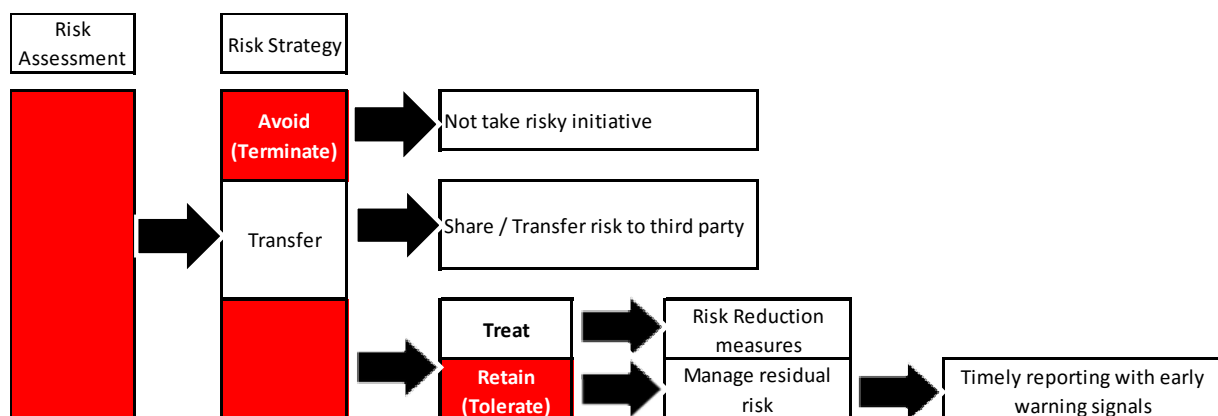 Risk
Assessment
Risk Strategy
Avoid
(Terminate)
Not take risky initiative
Transfer
Share / Transfer risk to third party
Treat
Risk Reduction
measures
Retain
(Tolerate)
Manage residual
risk
Timely reporting with early
warning signals